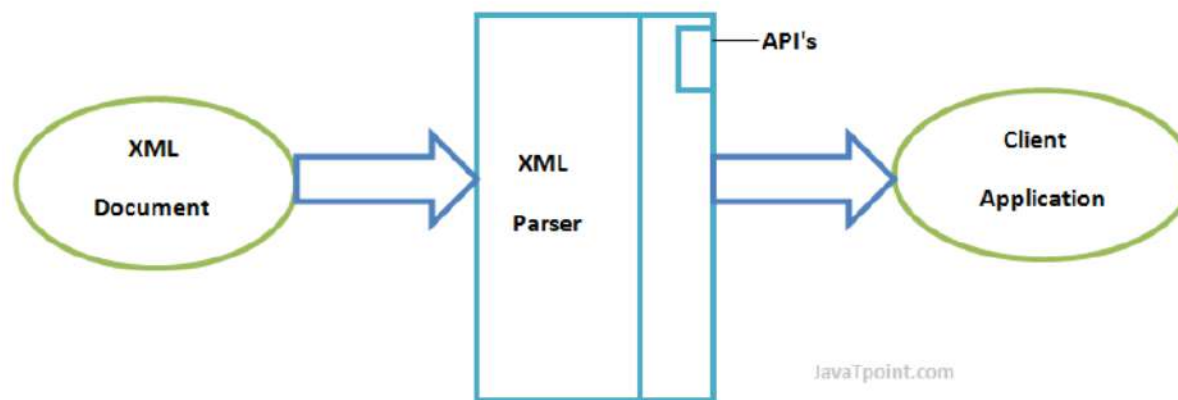 API's
XML
Document
XML
Parser
Client
Application
JavaTpoint.com